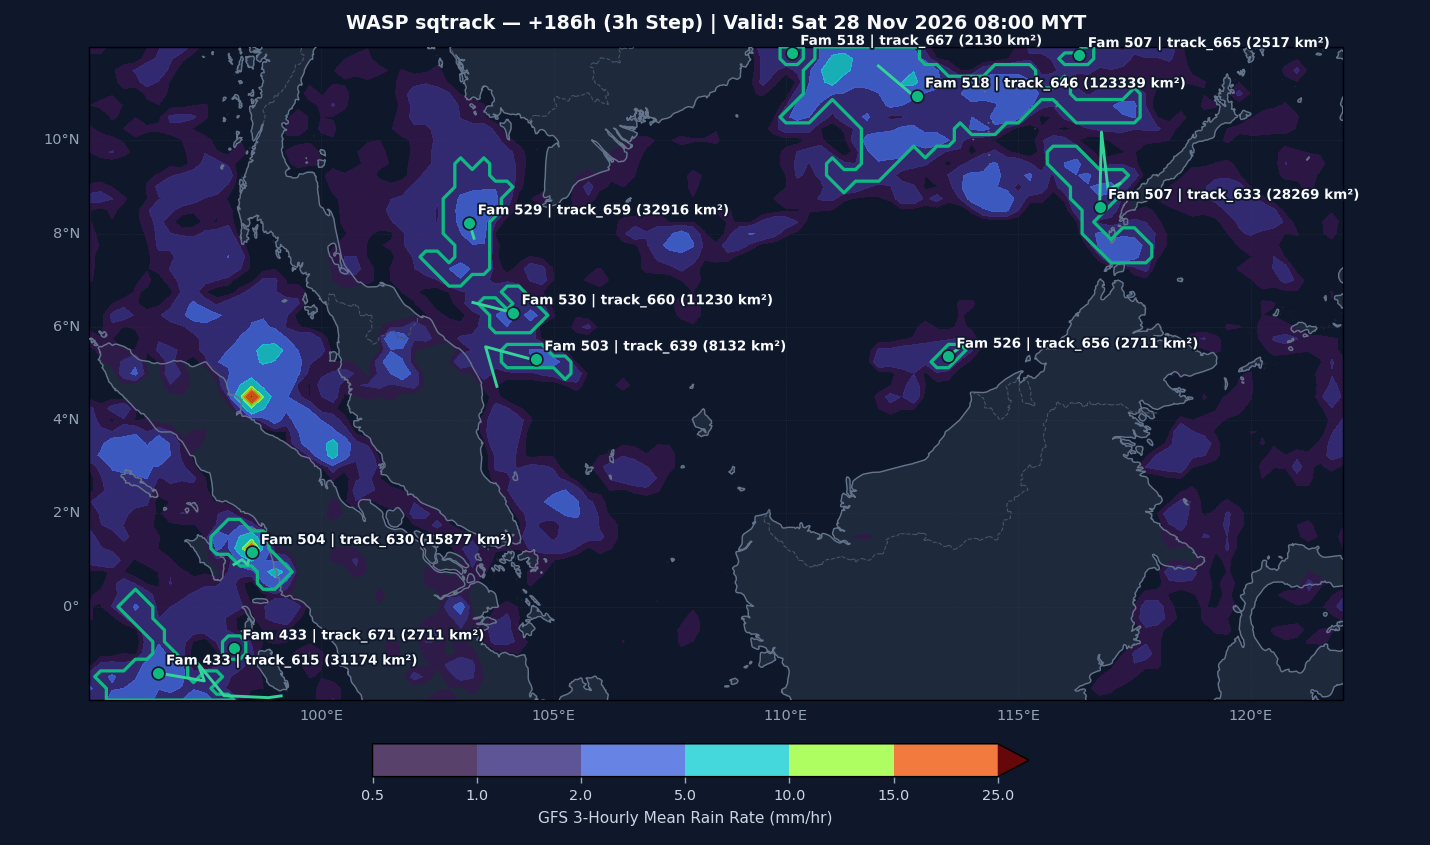 WASP sqtrack — +186h (3h Step) | Valid: Sat 28 Nov 2026 08:00 MYT
Fam 518 | track_667 (2130 km²)
Fam 507 | track_665 (2517 km²)
Fam 518 | track_646 (123339 km²)
10°N
Fam 507 | track_633 (28269 km²)
Fam 529 | track_659 (32916 km²)
8°N
Fam 530 | track_660 (11230 km²)
6°N
Fam 503 | track_639 (8132 km²)
Fam 526 | track_656 (2711 km²)
4°N
2°N
Fam 504 | track_630 (15877 km²)
0°
Fam 433 | track_671 (2711 km²)
Fam 433 | track_615 (31174 km²)
100°E 105°E 110°E 115°E 120°E
0.5 1.0 2.0 5.0 10.0 15.0 25.0
GFS 3-Hourly Mean Rain Rate (mm/hr)